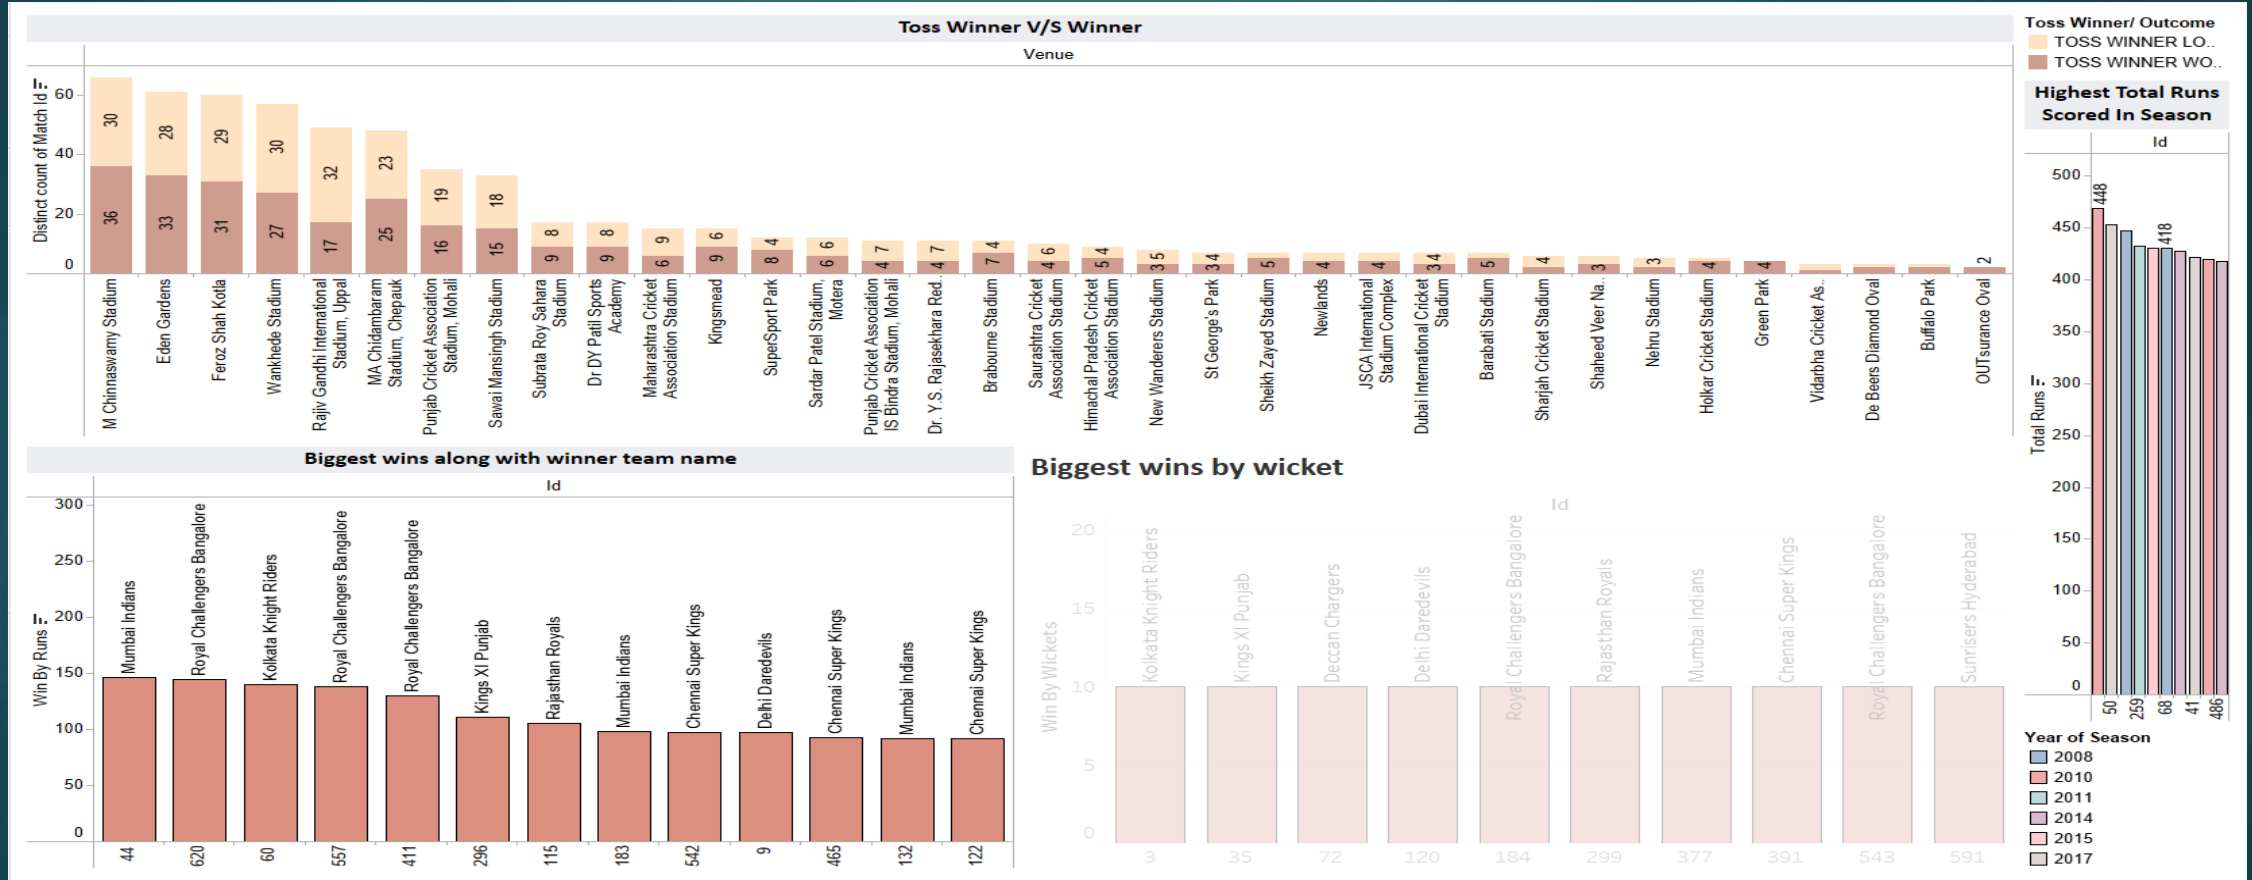 Toss Winner V/S Winner
Venue
Distinct count of Match Id
60
40
20
0
30
28
29
30
32
23
19
18
8
8
9
6
4
6
7
7
4
6
4
5
4
4
4
3
36
33
31
27
17
25
16
15
9
9
6
9
8
6
4
4
7
4
5
3
3
5
4
4
3
5
3
4
4
2
M Chinnaswamy Stadium
Eden Gardens
Feroz Shah Kotla
Wankhede Stadium
Rajiv Gandhi International
Stadium, Uppal
MA Chidambaram
Stadium, Chepauk
Punjab Cricket Association
Stadium, Mohali
Sawai Mansingh Stadium
Subrata Roy Sahara
Stadium
Dr DY Patil Sports
Academy
Maharashtra Cricket
Association Stadium
Kingsmead
SuperSport Park
Sardar Patel Stadium,
Motera
Punjab Cricket Association
IS Bindra Stadium, Mohali
Dr. Y.S. Rajasekhara Red..
Brabourne Stadium
Saurashtra Cricket
Association Stadium
Himachal Pradesh Cricket
Association Stadium
New Wanderers Stadium
St George's Park
Sheikh Zayed Stadium
Newlands
JSCA International
Stadium Complex
Dubai International Cricket
Stadium
Barabati Stadium
Sharjah Cricket Stadium
Shaheed Veer Na..
Nehru Stadium
Holkar Cricket Stadium
Green Park
Vidarbha Cricket As..
De Beers Diamond Oval
Buffalo Park
OUTsurance Oval
Toss Winner/ Outcome
TOSS WINNER LO..
TOSS WINNER WO..
Highest Total Runs
Scored In Season
Id
Total Runs
500
450
400
350
300
250
200
150
100
50
0
448
418
50
259
68
41
486
Year of Season
2008
2010
2011
2014
2015
2017
Biggest wins along with winner team name
Id
Win By Runs
300
250
200
150
100
50
0
Mumbai Indians
Royal Challengers Bangalore
Kolkata Knight Riders
Royal Challengers Bangalore
Royal Challengers Bangalore
Kings XI Punjab
Rajasthan Royals
Mumbai Indians
Chennai Super Kings
Delhi Daredevils
Chennai Super Kings
Mumbai Indians
Chennai Super Kings
44
620
60
557
411
296
115
183
542
9
465
132
122
Biggest wins by wicket
Id
Win By Wickets
20
15
10
5
0
Kolkata Knight Riders
Kings XI Punjab
Deccan Chargers
Delhi Daredevils
Royal Challengers Bangalore
Rajasthan Royals
Mumbai Indians
Chennai Super Kings
Royal Challengers Bangalore
Sunrisers Hyderabad
3
35
72
120
184
299
377
391
543
591